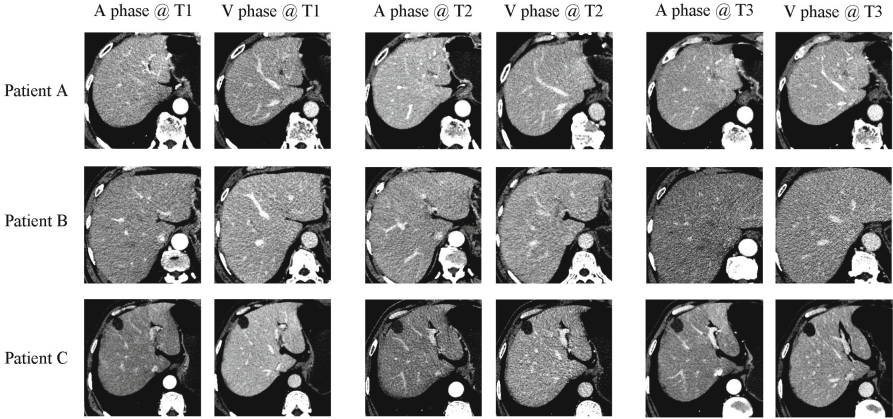 A phase @ T1 V phase @ T1 A phase @ T2 V phase @ T2 A phase @ T3 V phase @ T3
Patient A
Patient B
Patient C